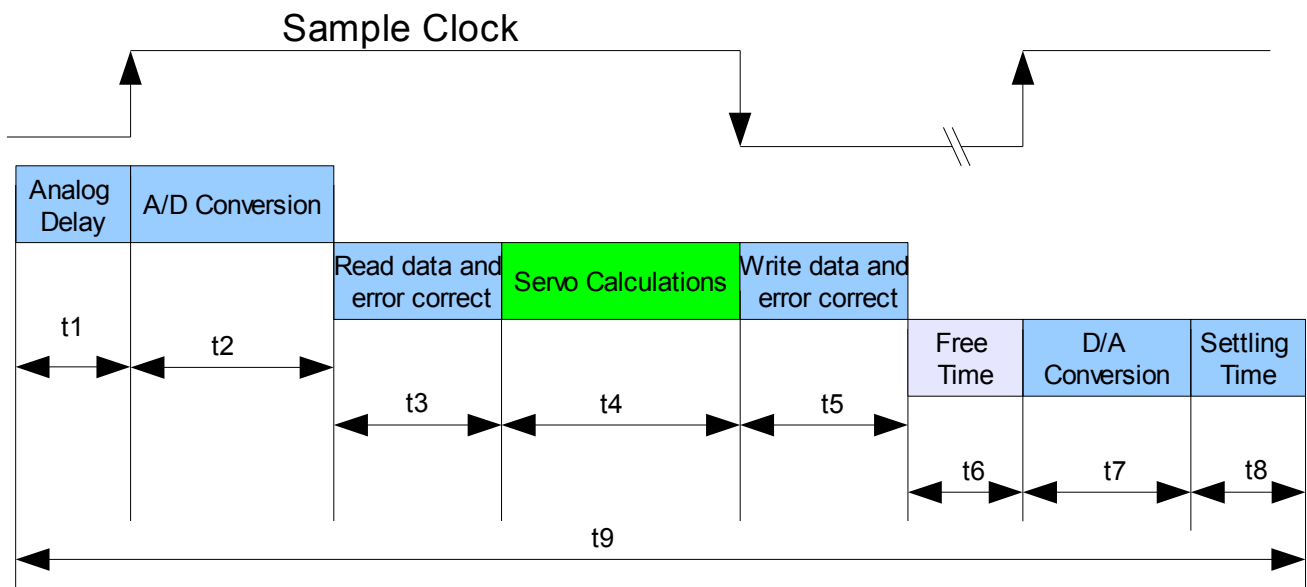 Sample Clock
Analog
Delay
A/D Conversion
Read data and
error correct
Servo Calculations
Write data and
error correct
Free
Time
D/A
Conversion
Settling
Time
t1
t2
t3
t4
t5
t6
t7
t8
t9